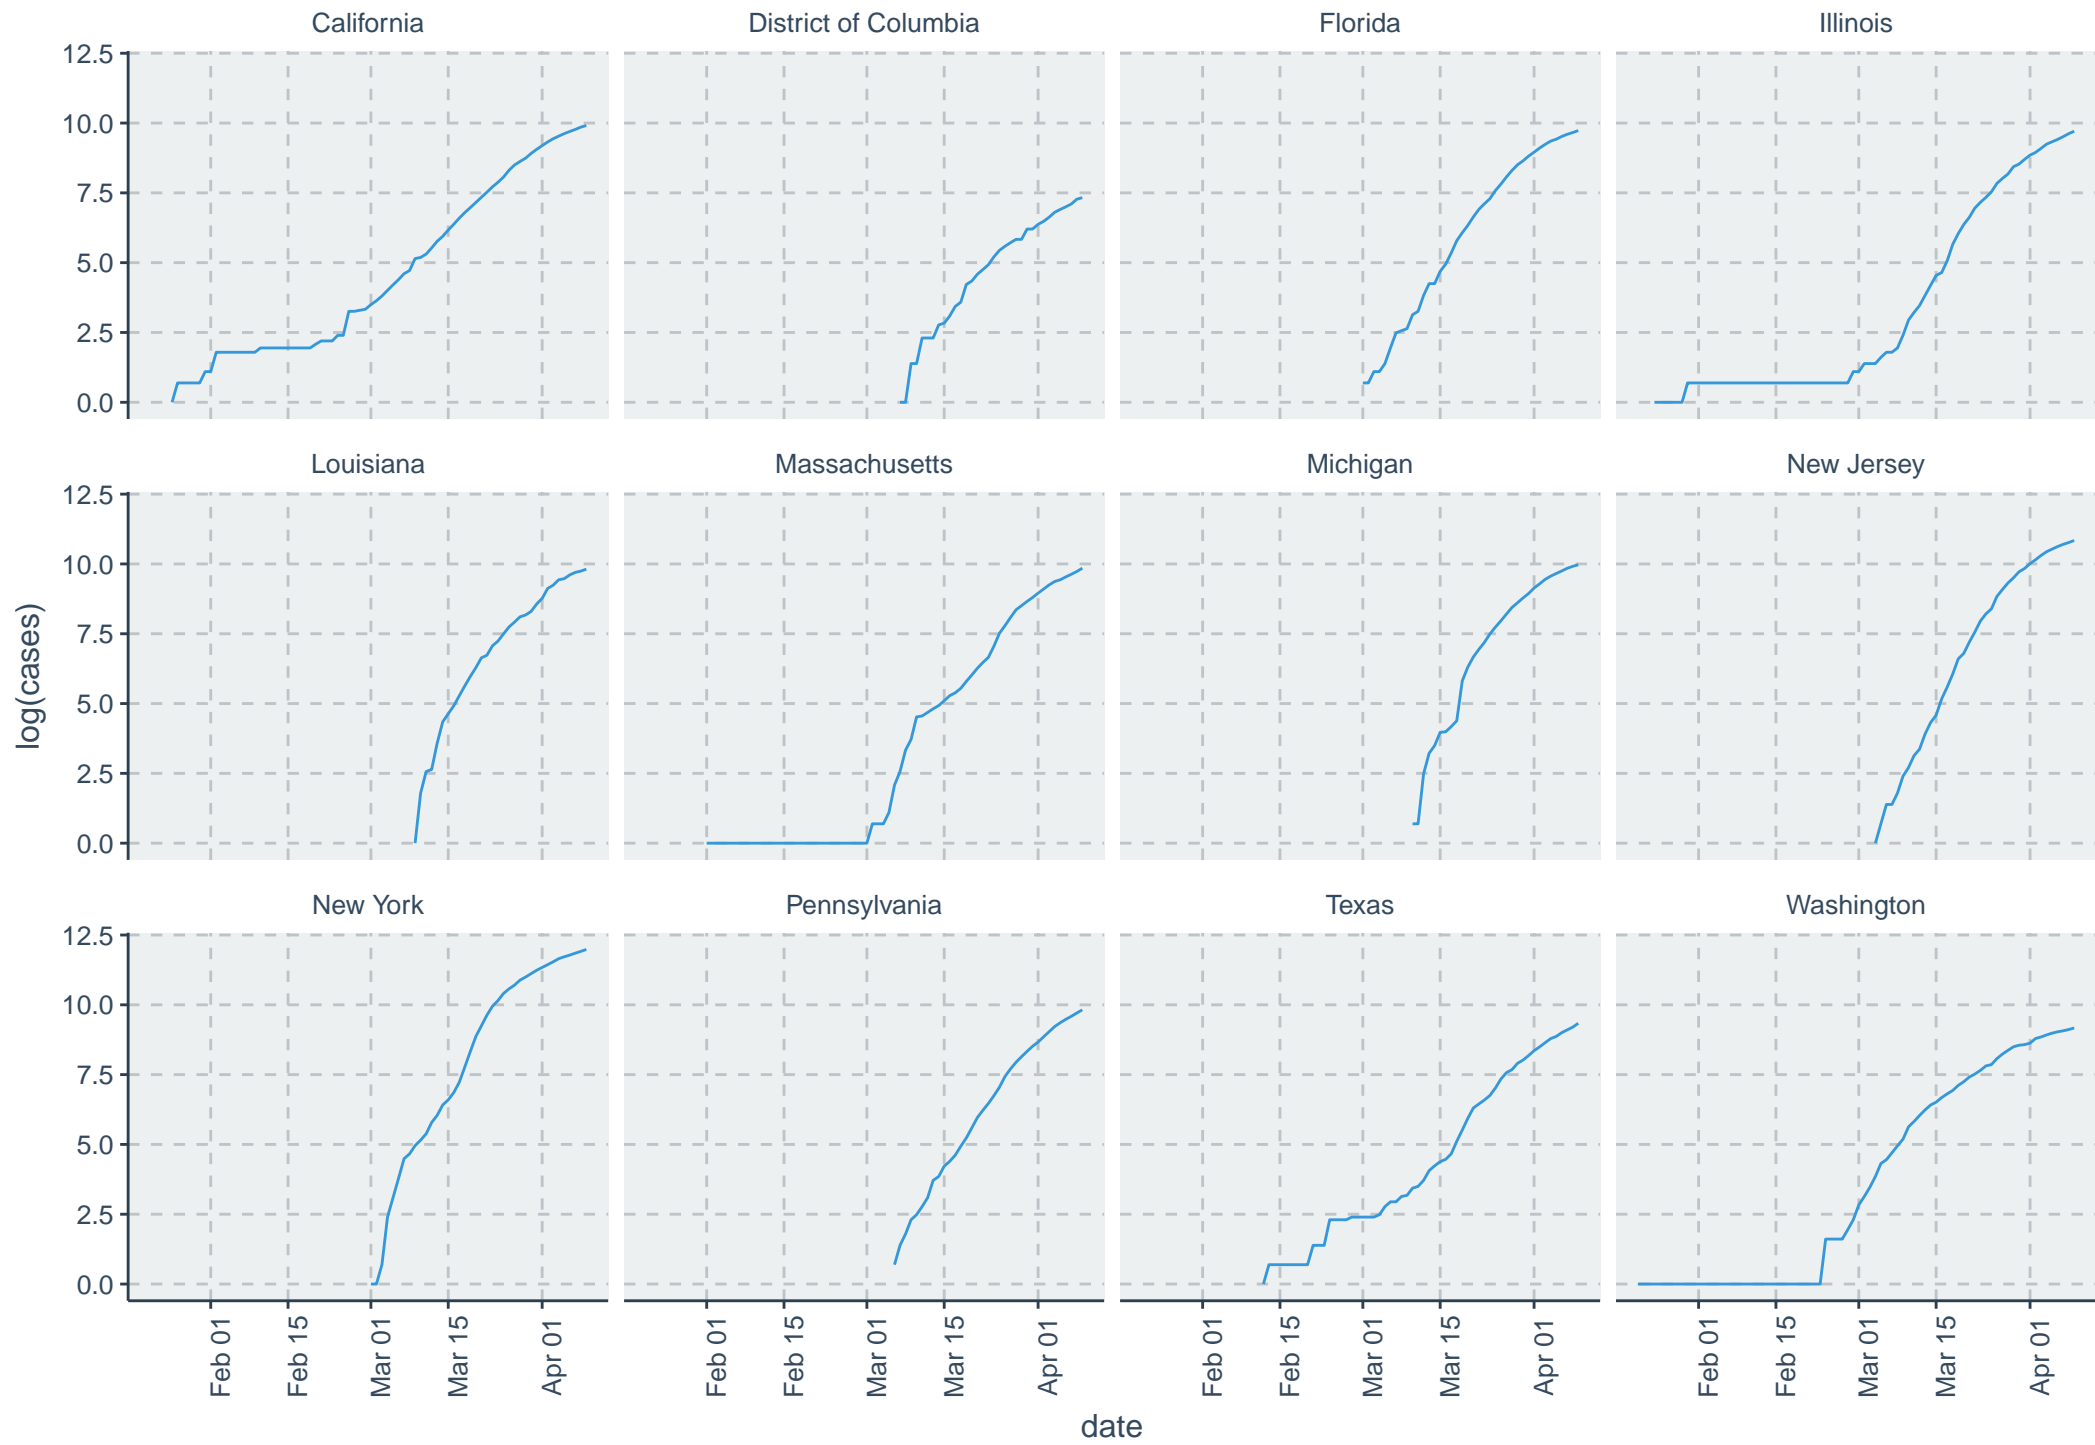 California
District of Columbia
Florida
Illinois
12.5
10.0
7.5
5.0
2.5
0.0
Louisiana
Massachusetts
Michigan
New Jersey
12.5
10.0
7.5
5.0
2.5
0.0
New York
Pennsylvania
Texas
Washington
12.5
10.0
7.5
5.0
2.5
0.0
log(cases)
Feb 01
Feb 15
Mar 01
Mar 15
Apr 01
Feb 01
Feb 15
Mar 01
Mar 15
Apr 01
Feb 01
Feb 15
Mar 01
Mar 15
Apr 01
Feb 01
Feb 15
Mar 01
Mar 15
Apr 01
date